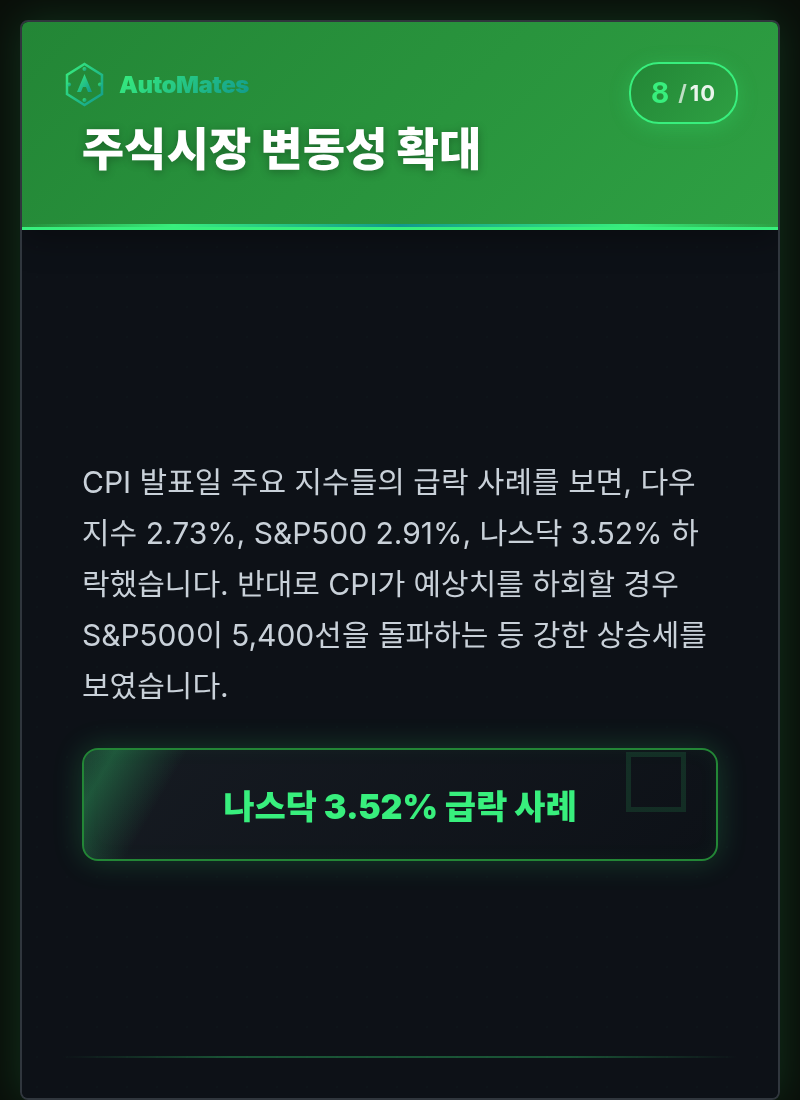 AutoMates
8 /10
주식시장 변동성 확대
CPI 발표일 주요 지수들의 급락 사례를 보면, 다우
지수 2.73%, S&P500 2.91%, 나스닥 3.52% 하
락했습니다. 반대로 CPI가 예상치를 하회할 경우
S&P500이 5,400선을 돌파하는 등 강한 상승세를
보였습니다.
나스닥 3.52% 급락 사례